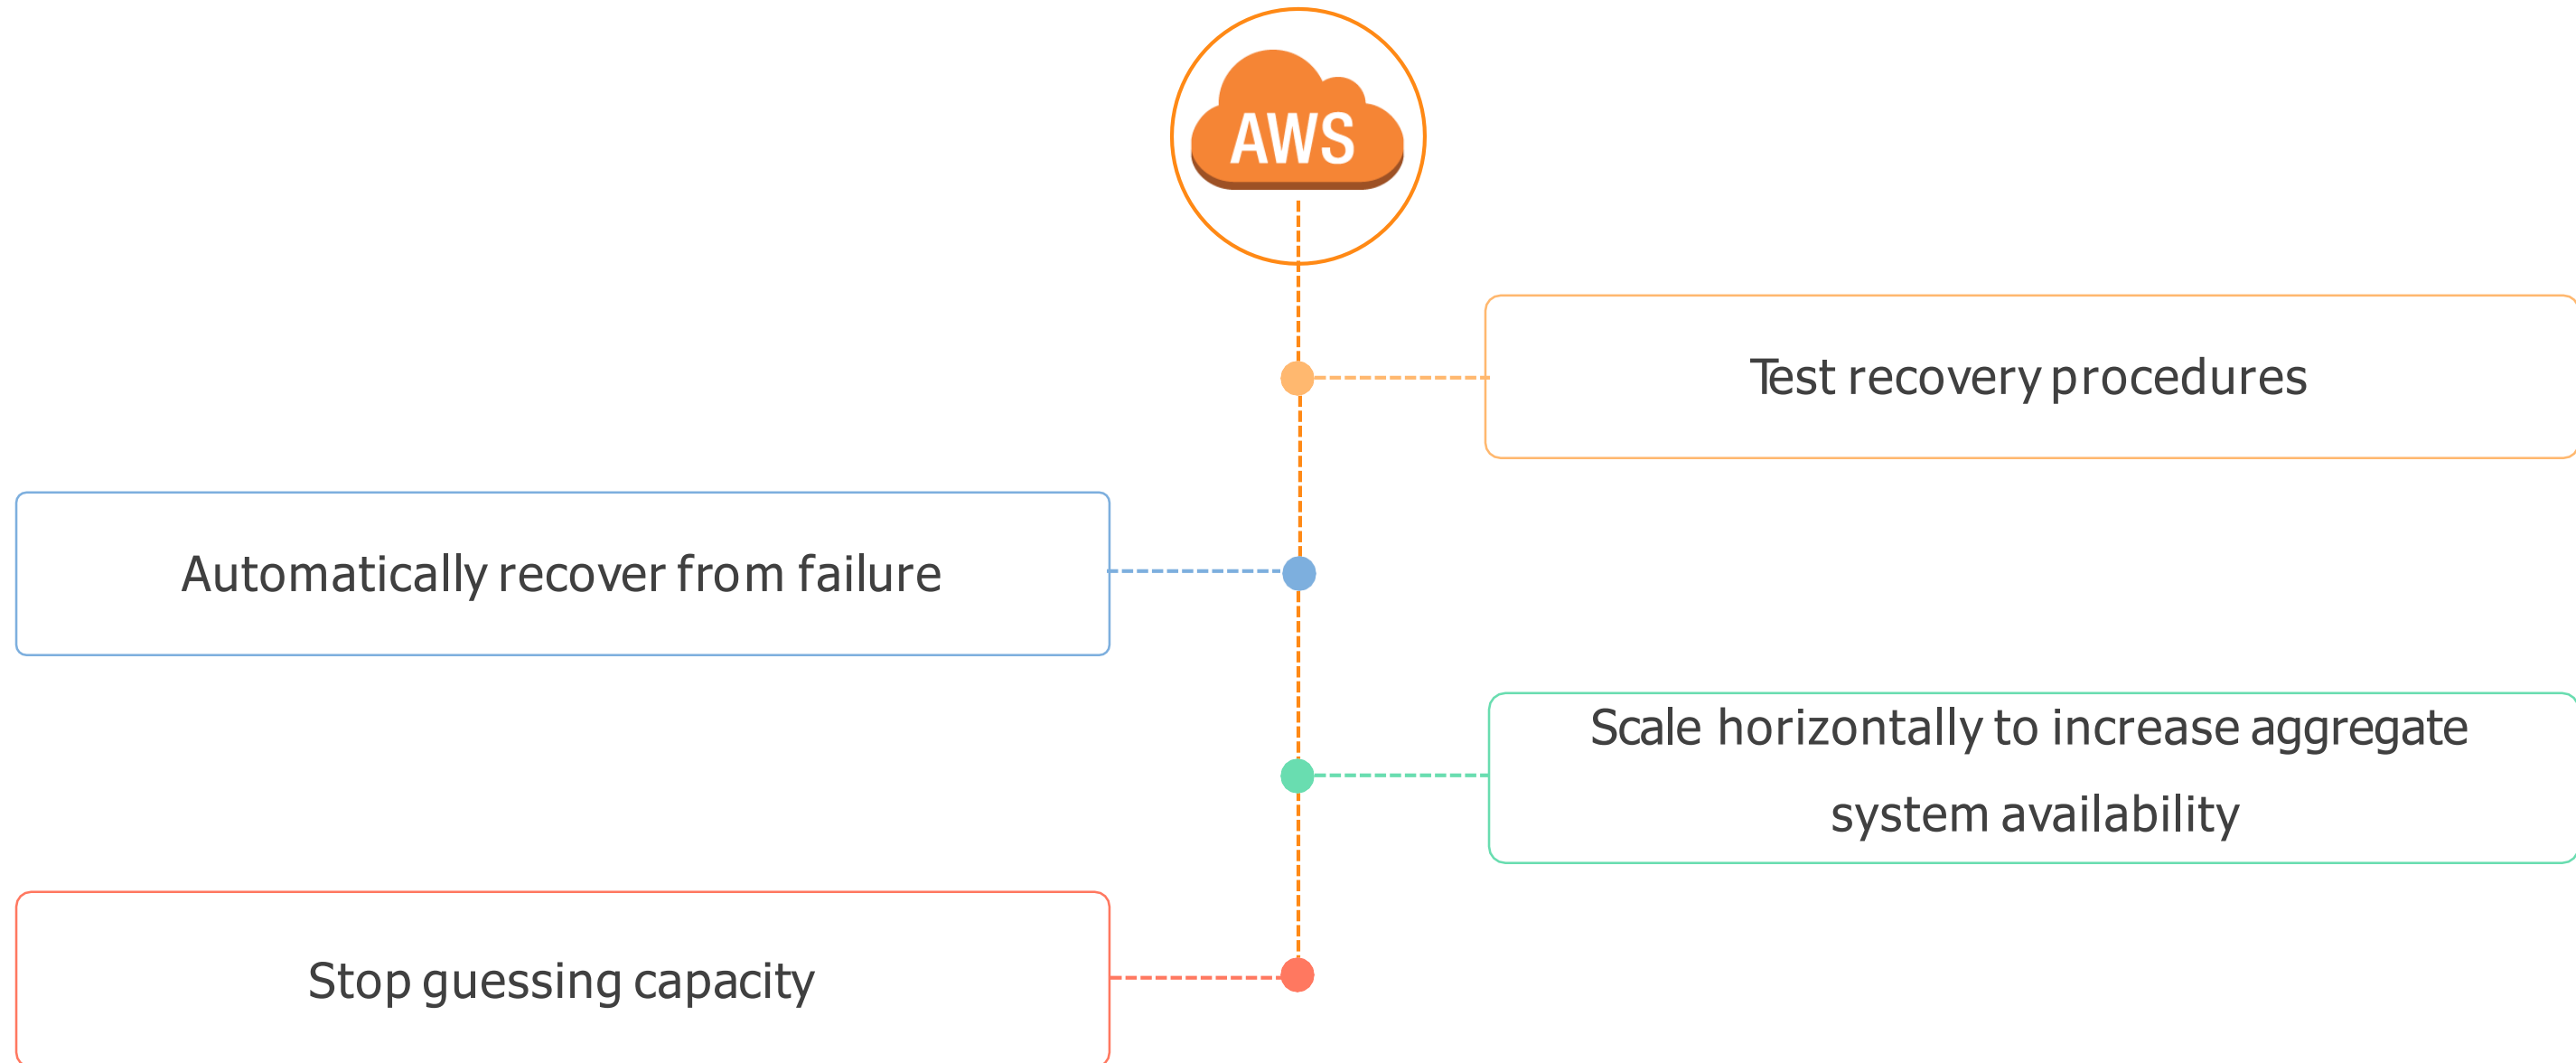 AWS
Test recovery procedures
Automatically recover from failure
Scale horizontally to increase aggregate
system availability
Stop guessing capacity